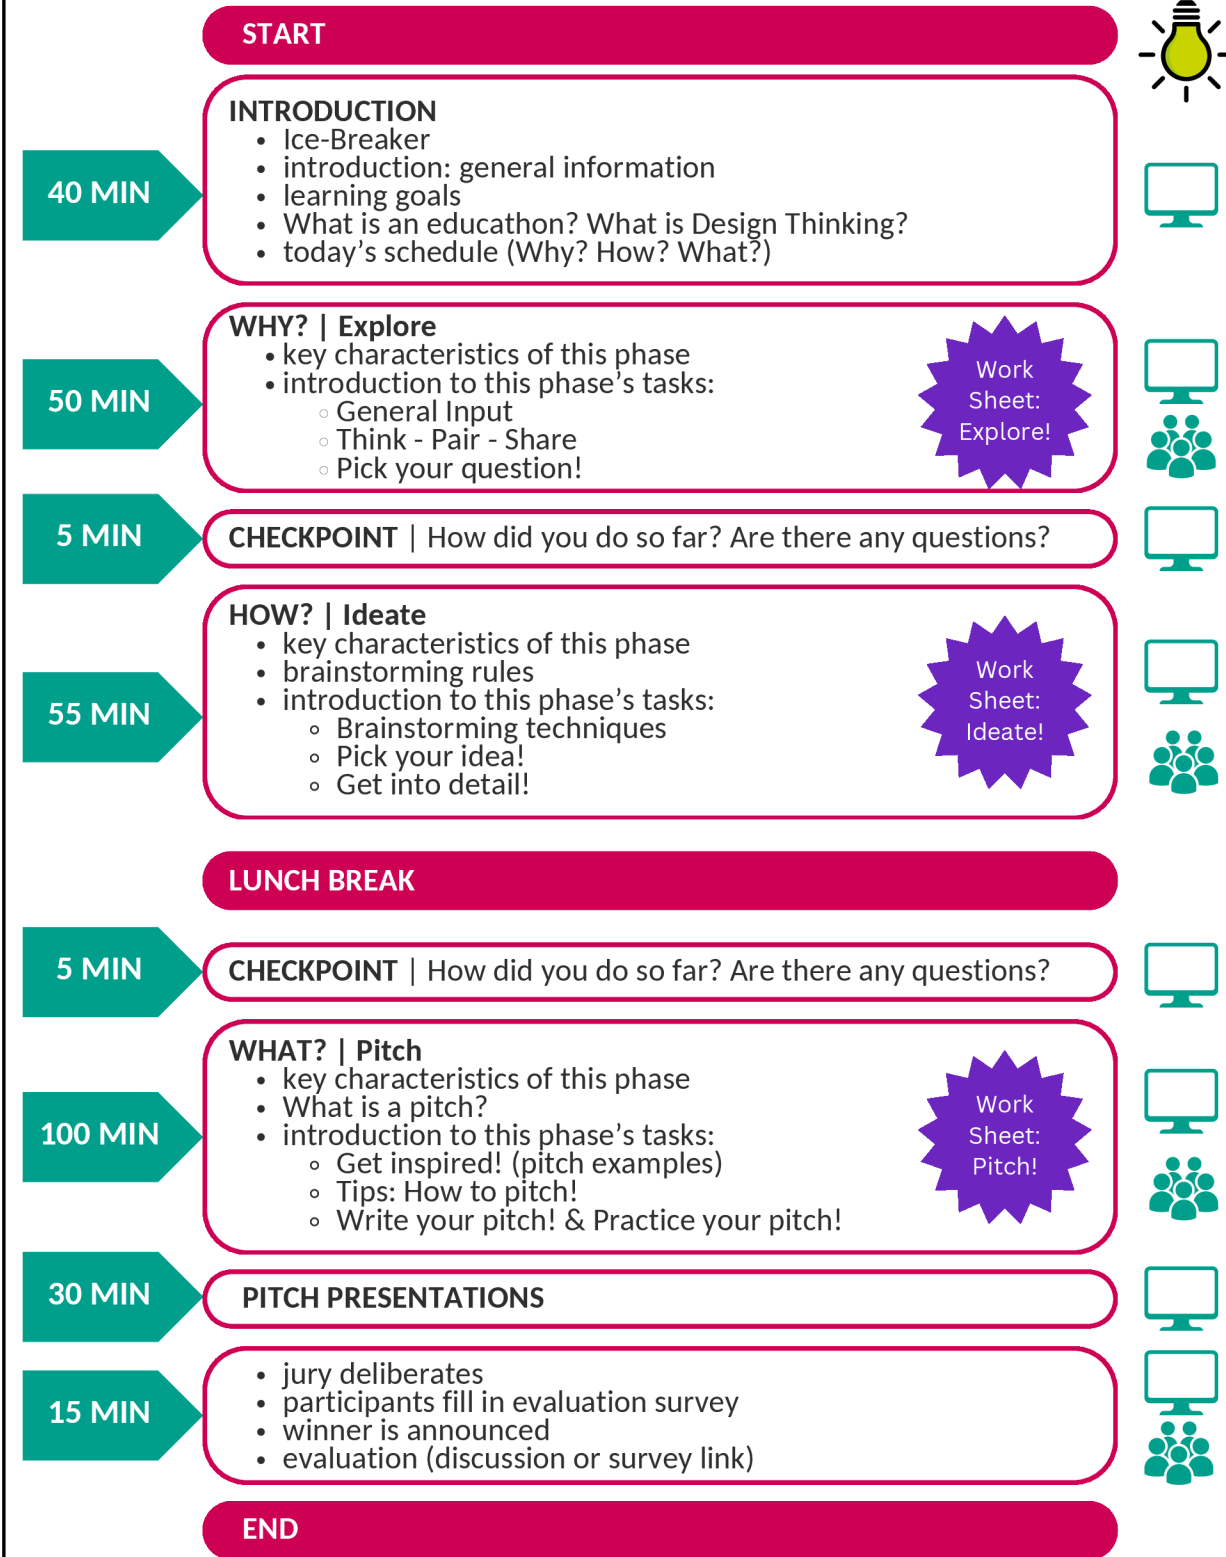 START
INTRODUCTION
• Ice-Breaker
• introduction: general information
40 MIN
• learning goals
• What is an educathon? What is Design Thinking?
• today's schedule (Why? How? What?)
WHY? | Explore
• key characteristics of this phase
• introduction to this phase's tasks:
50 MIN
◦ General Input
◦ Think - Pair - Share
◦ Pick your question!
Work
Sheet:
Explore!
5 MIN
CHECKPOINT | How did you do so far? Are there any questions?
HOW? | Ideate
• key characteristics of this phase
• brainstorming rules
• introduction to this phase's tasks:
55 MIN
◦ Brainstorming techniques
◦ Pick your idea!
◦ Get into detail!
Work
Sheet:
Ideate!
LUNCH BREAK
5 MIN
CHECKPOINT | How did you do so far? Are there any questions?
WHAT? | Pitch
• key characteristics of this phase
• What is a pitch?
100 MIN
• introduction to this phase's tasks:
◦ Get inspired! (pitch examples)
◦ Tips: How to pitch!
◦ Write your pitch! & Practice your pitch!
Work
Sheet:
Pitch!
30 MIN
PITCH PRESENTATIONS
• jury deliberates
• participants fill in evaluation survey
15 MIN
• winner is announced
• evaluation (discussion or survey link)
END